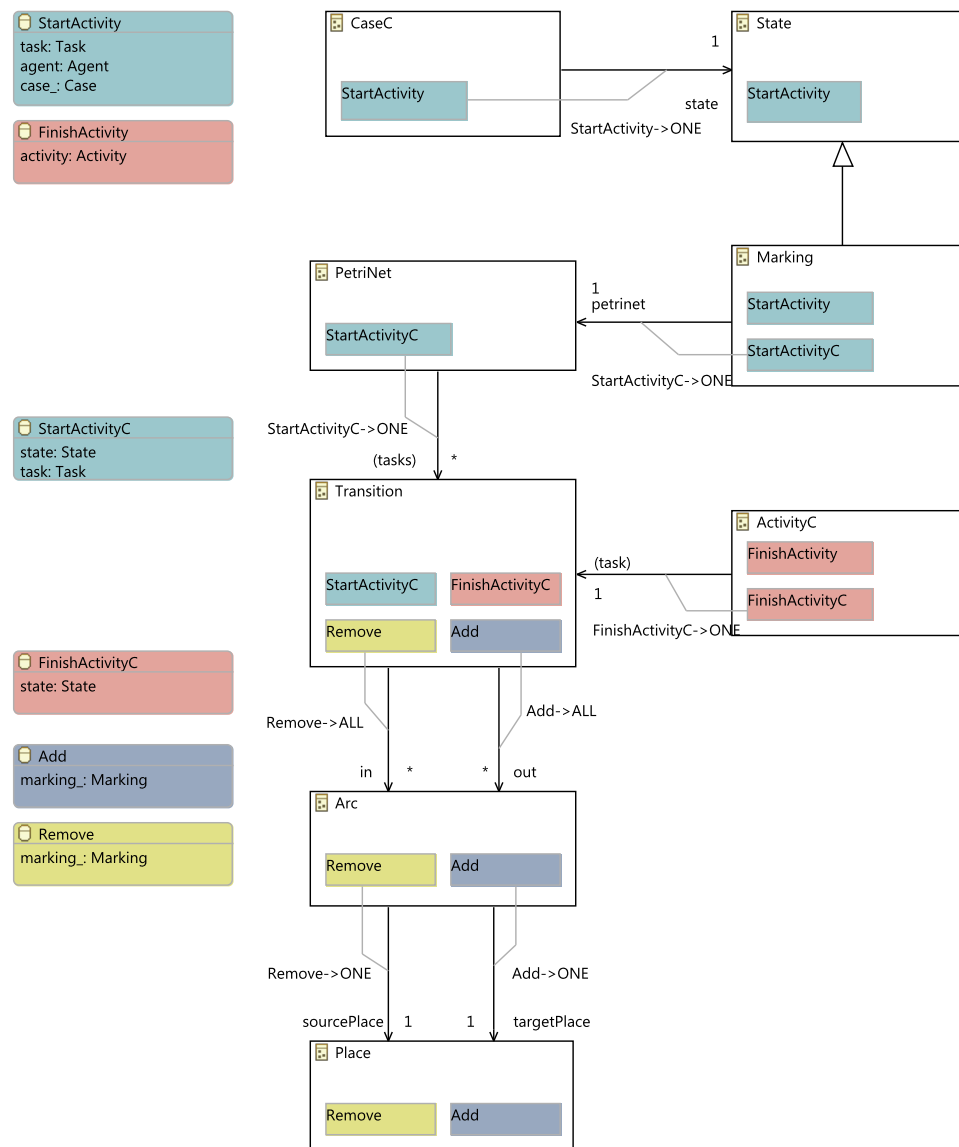 StartActivity
task: Task
agent: Agent
case_: Case
FinishActivity
activity: Activity
CaseC
StartActivity
1
state
StartActivity->ONE
State
StartActivity
PetriNet
StartActivityC
1
petrinet
Marking
StartActivity
StartActivityC
StartActivityC->ONE
StartActivityC
state: State
task: Task
StartActivityC->ONE
(tasks) *
Transition
StartActivityC FinishActivityC
Remove Add
(task)
1
FinishActivityC->ONE
ActivityC
FinishActivity
FinishActivityC
FinishActivityC
state: State
Add
marking_: Marking
Remove
marking_: Marking
Remove->ALL
Add->ALL
in * * out
Arc
Remove Add
Remove->ONE
Add->ONE
sourcePlace 1 1 targetPlace
Place
Remove Add